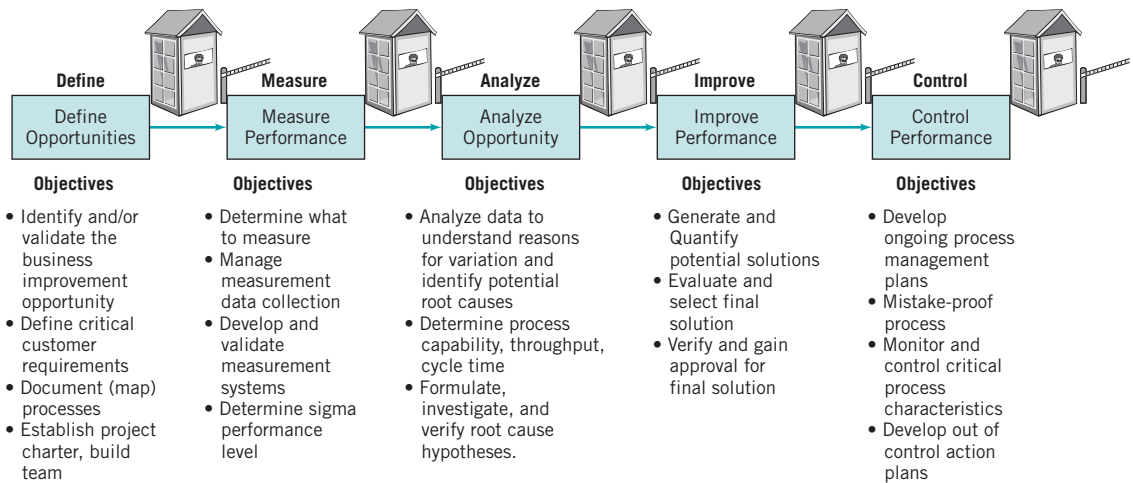 Define
Define
Opportunities
Objectives
• Identify and/or
validate the
business
improvement
opportunity
• Define critical
customer
requirements
• Document (map)
processes
• Establish project
charter, build
team
Measure
Measure
Performance
Objectives
• Determine what
to measure
• Manage
measurement
data collection
• Develop and
validate
measurement
systems
• Determine sigma
performance
level
Analyze
Analyze
Opportunity
Objectives
• Analyze data to
understand reasons
for variation and
identify potential
root causes
• Determine process
capability, throughput,
cycle time
• Formulate,
investigate, and
verify root cause
hypotheses.
Improve
Improve
Performance
Objectives
• Generate and
Quantify
potential solutions
• Evaluate and
select final
solution
• Verify and gain
approval for
final solution
Control
Control
Performance
Objectives
• Develop
ongoing process
management
plans
• Mistake-proof
process
• Monitor and
control critical
process
characteristics
• Develop out of
control action
plans